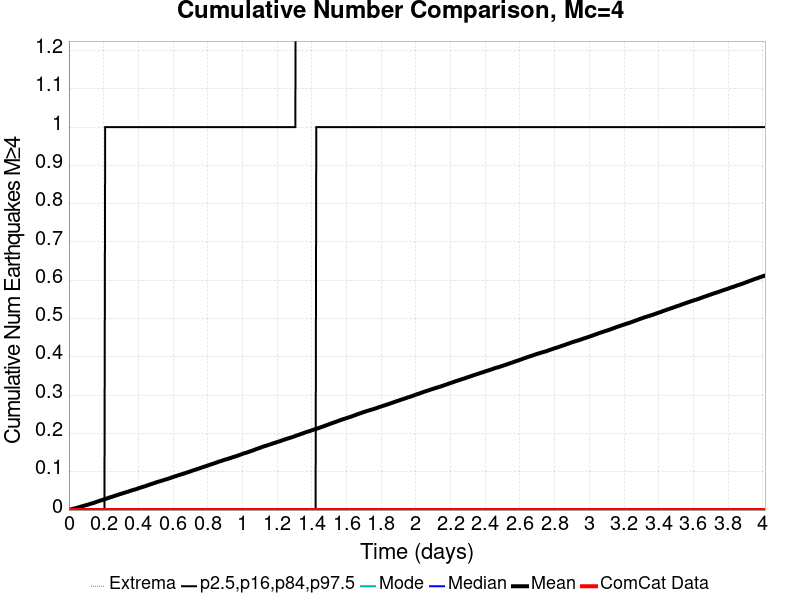 Cumulative Number Comparison, Mc=4
Cumulative Num Earthquakes M≥4
1.2
1.1
1
0.9
0.8
0.7
0.6
0.5
0.4
0.3
0.2
0.1
0
0 0.2 0.4 0.6 0.8 1 1.2 1.4 1.6 1.8 2 2.2 2.4 2.6 2.8 3 3.2 3.4 3.6 3.8 4
Time (days)
Extrema p2.5,p16,p84,p97.5 Mode Median Mean ComCat Data